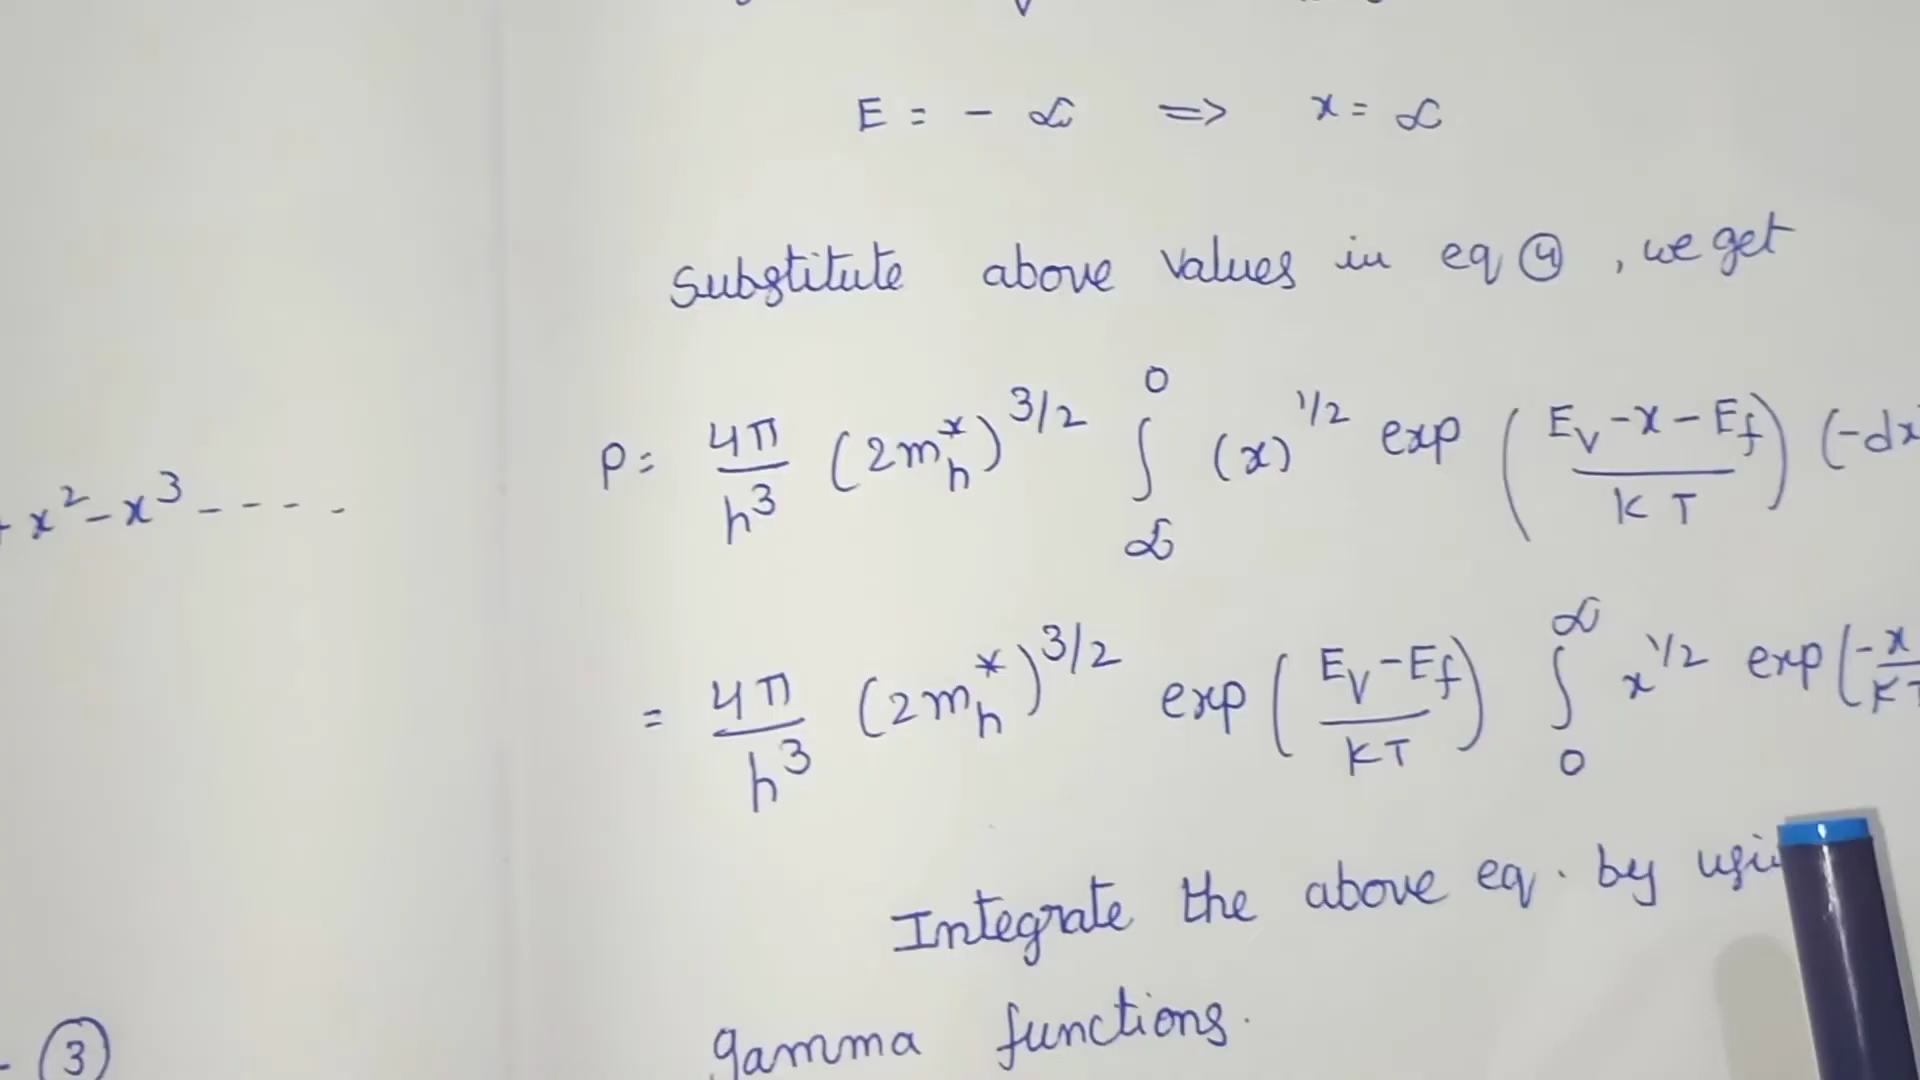 E = - ∞ => x = ∞
Substitute above values in eq ④, we get
P = 4π/h³ (2m*h)^3/2 ∫∞^0 (x)^1/2 exp (Ev - x - Ef / KT) (-dx
+ x² - x³ - - - -
= 4π/h³ (2m*h)^3/2 exp (Ev - Ef / KT) ∫0^∞ x^1/2 exp (-x/KT
Integrate the above eq. by
gamma functions.
- ③